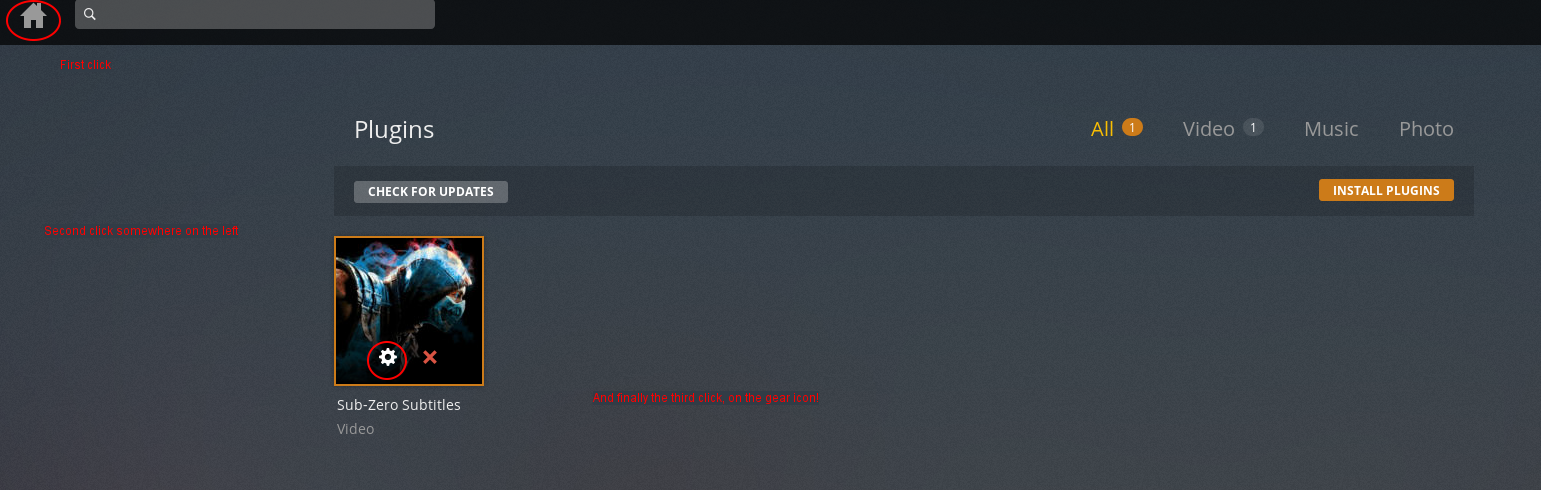 First click
Plugins
All 1 Video 1 Music Photo
CHECK FOR UPDATES
INSTALL PLUGINS
Second click somewhere on the left
And finally the third click, on the gear icon!
Sub-Zero Subtitles
Video